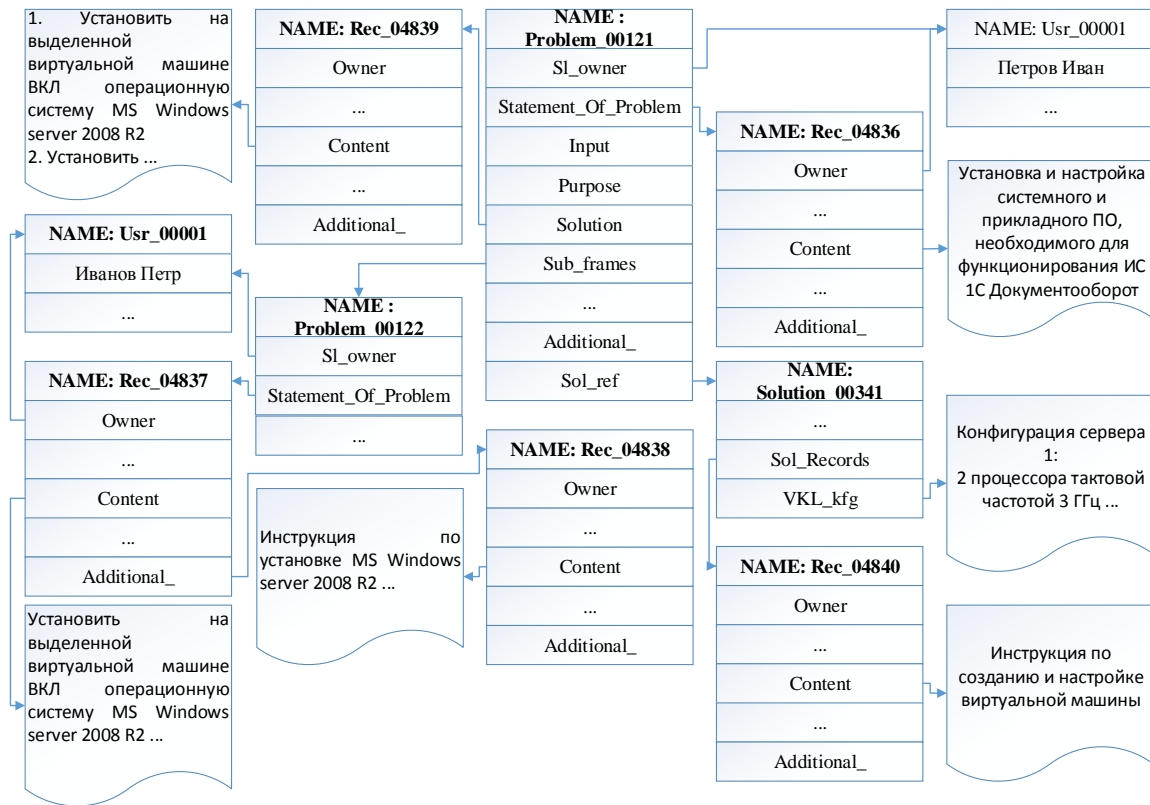 1. Установить на
выделенной
виртуальной машине
ВКЛ операционную
систему MS Windows
server 2008 R2
2. Установить ...
NAME: Rec_04839
Owner
...
Content
...
Additional_
NAME :
Problem_00121
Sl_owner
Statement_Of_Problem
Input
Purpose
Solution
Sub_frames
...
Additional_
Sol_ref
NAME: Usr_00001
Петров Иван
...
NAME: Rec_04836
Owner
...
Content
...
Additional_
Установка и настройка
системного и
прикладного ПО,
необходимого для
функционирования ИС
1С Документооборот
NAME: Usr_00001
Иванов Петр
...
NAME :
Problem_00122
Sl_owner
Statement_Of_Problem
...
NAME: Rec_04837
Owner
...
Content
...
Additional_
NAME:
Solution_00341
...
Sol_Records
VKL_kfg
Конфигурация сервера
1:
2 процессора тактовой
частотой 3 ГГц ...
NAME: Rec_04838
Owner
...
Content
...
Additional_
Инструкция по
установке MS Windows
server 2008 R2 ...
NAME: Rec_04840
Owner
...
Content
...
Additional_
Установить на
выделенной
виртуальной машине
ВКЛ операционную
систему MS Windows
server 2008 R2 ...
Инструкция по
созданию и настройке
виртуальной машины